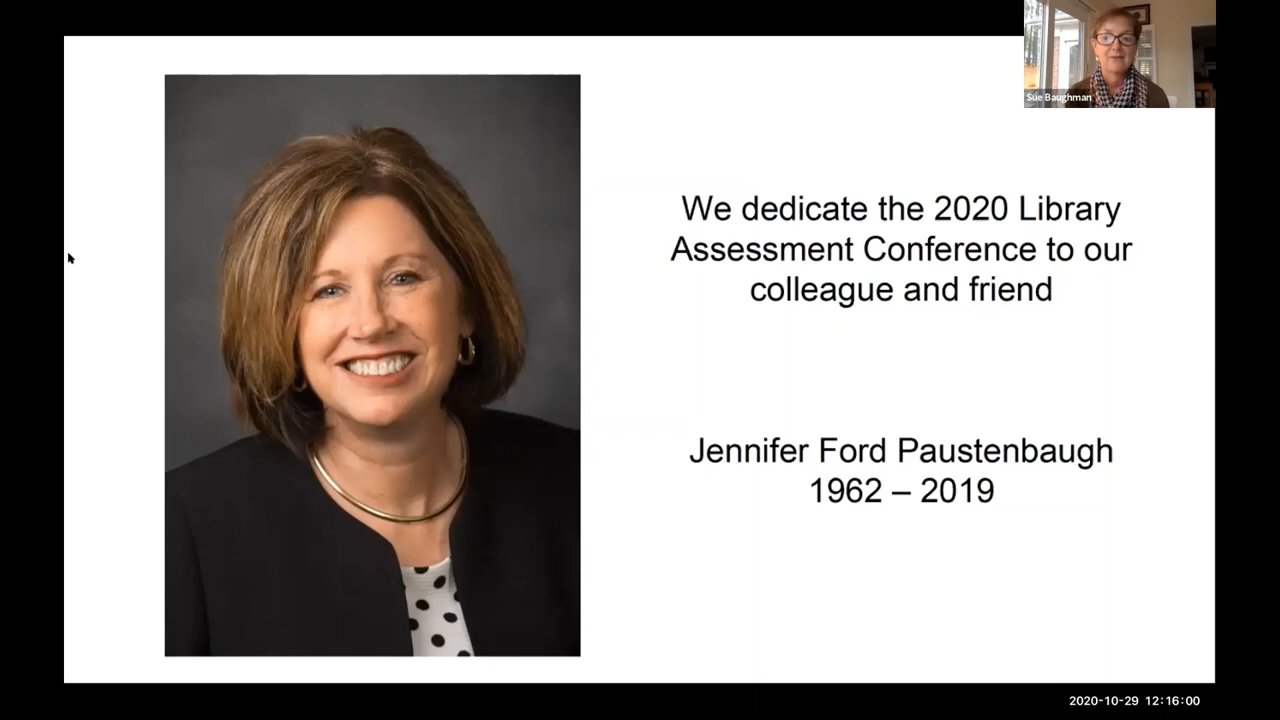 Sue Baughman
We dedicate the 2020 Library
Assessment Conference to our
colleague and friend
Jennifer Ford Paustenbaugh
1962 – 2019
2020-10-29 12:16:00